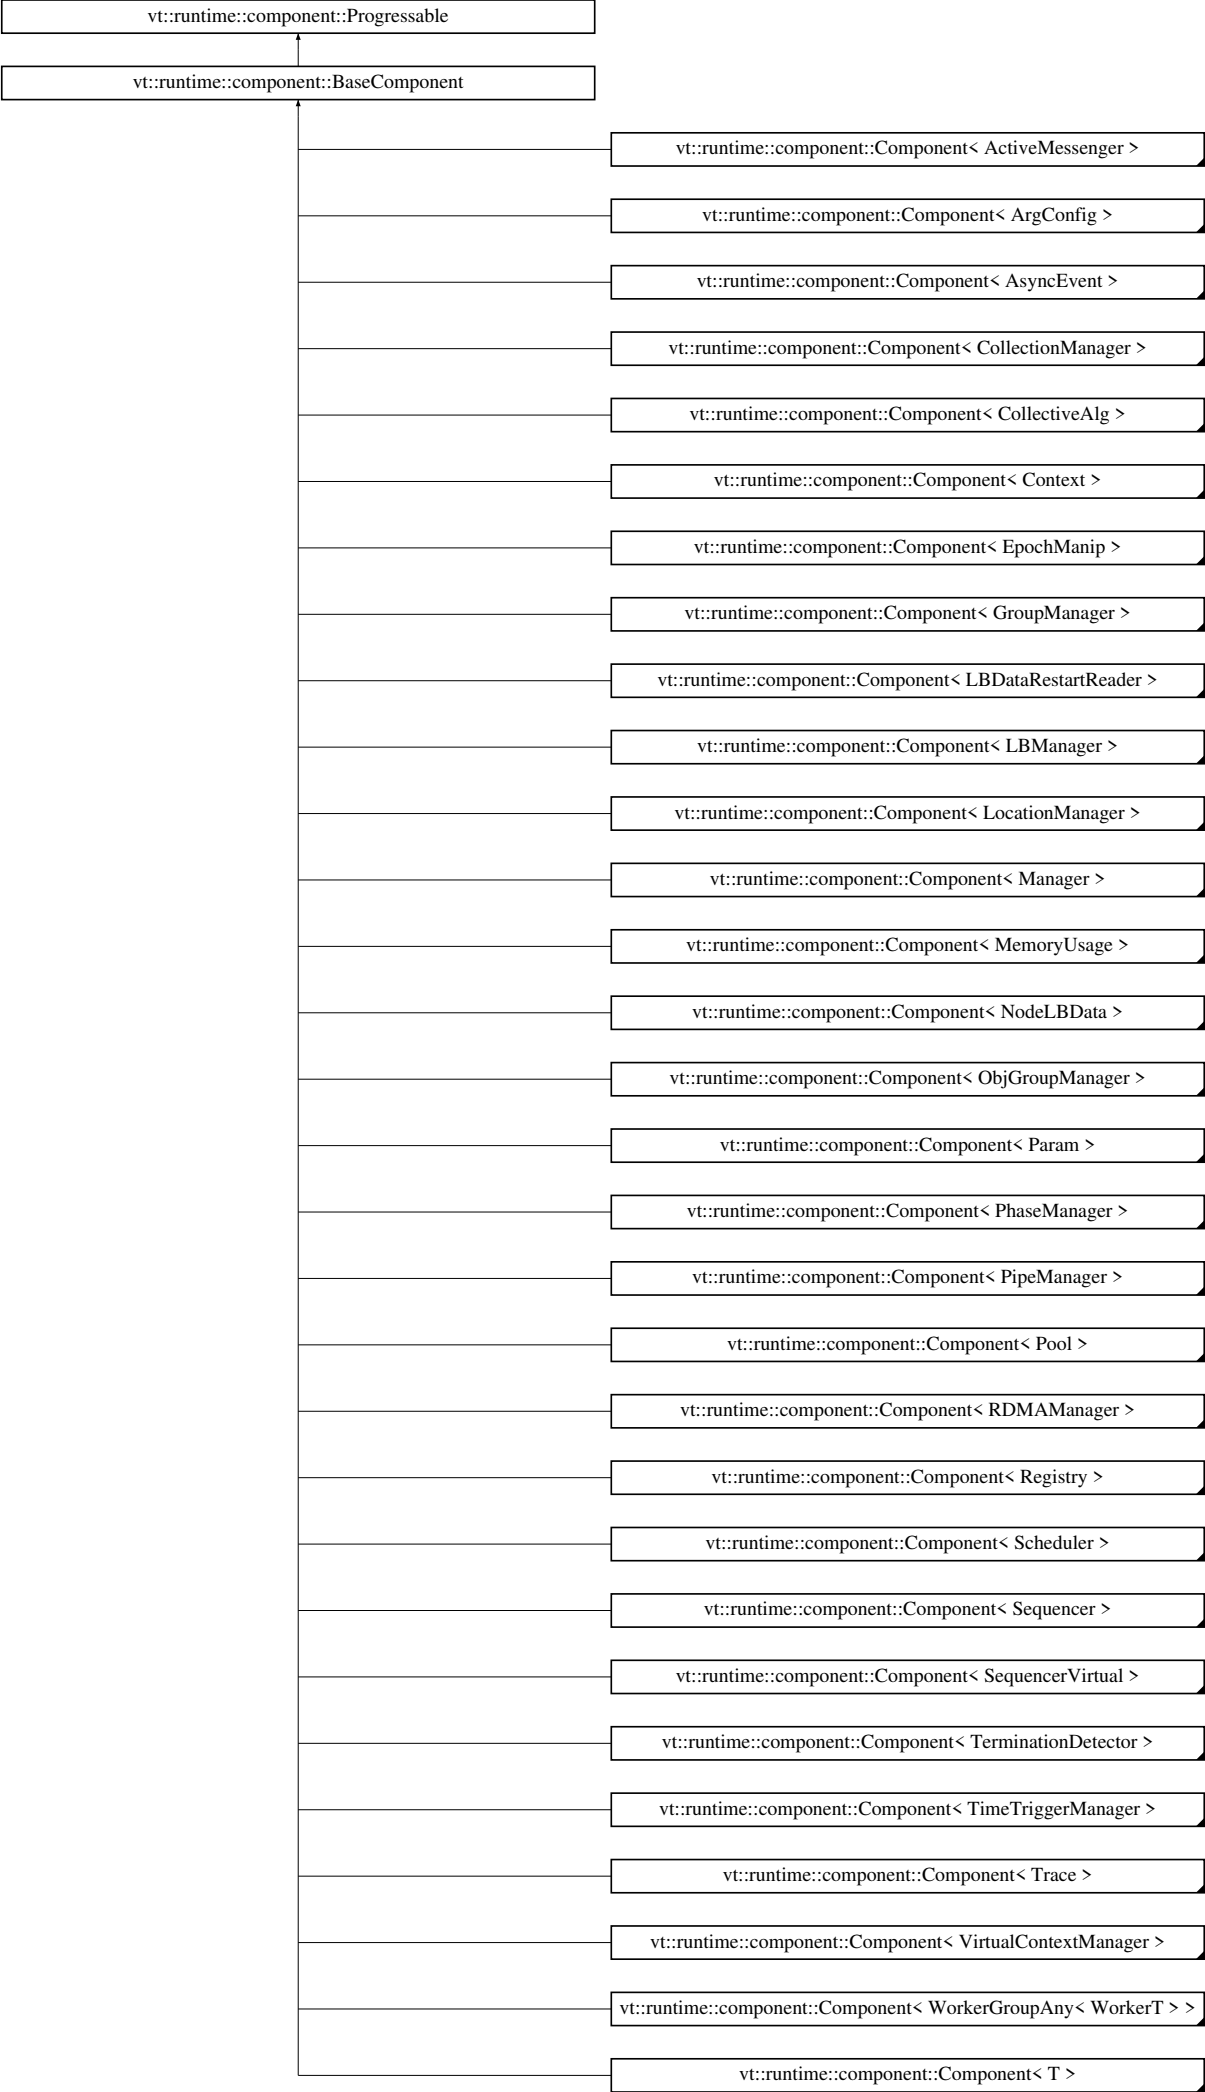 vt::runtime::component::Progressable
vt::runtime::component::BaseComponent
vt::runtime::component::Component< ActiveMessenger >
vt::runtime::component::Component< ArgConfig >
vt::runtime::component::Component< AsyncEvent >
vt::runtime::component::Component< CollectionManager >
vt::runtime::component::Component< CollectiveAlg >
vt::runtime::component::Component< Context >
vt::runtime::component::Component< EpochManip >
vt::runtime::component::Component< GroupManager >
vt::runtime::component::Component< LBDataRestartReader >
vt::runtime::component::Component< LBManager >
vt::runtime::component::Component< LocationManager >
vt::runtime::component::Component< Manager >
vt::runtime::component::Component< MemoryUsage >
vt::runtime::component::Component< NodeLBData >
vt::runtime::component::Component< ObjGroupManager >
vt::runtime::component::Component< Param >
vt::runtime::component::Component< PhaseManager >
vt::runtime::component::Component< PipeManager >
vt::runtime::component::Component< Pool >
vt::runtime::component::Component< RDMAManager >
vt::runtime::component::Component< Registry >
vt::runtime::component::Component< Scheduler >
vt::runtime::component::Component< Sequencer >
vt::runtime::component::Component< SequencerVirtual >
vt::runtime::component::Component< TerminationDetector >
vt::runtime::component::Component< TimeTriggerManager >
vt::runtime::component::Component< Trace >
vt::runtime::component::Component< VirtualContextManager >
vt::runtime::component::Component< WorkerGroupAny< WorkerT > >
vt::runtime::component::Component< T >